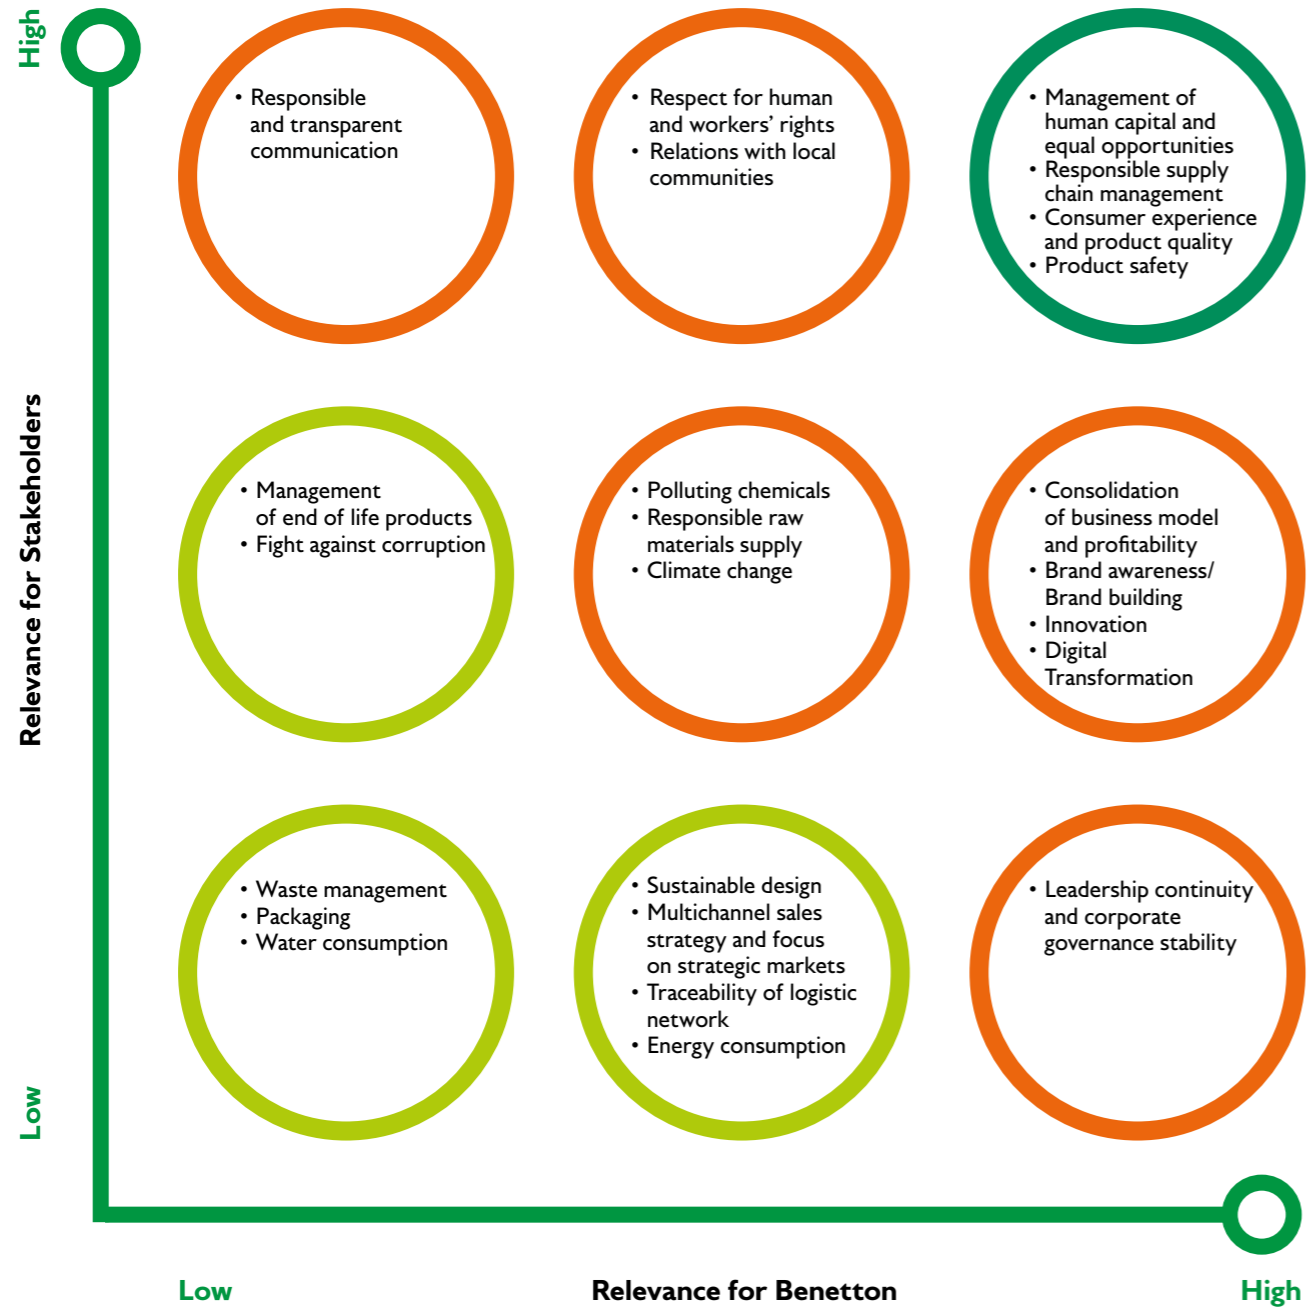 High
• Responsible
and transparent
communication
• Respect for human
and workers’ rights
• Relations with local
communities
• Management of
human capital and
equal opportunities
• Responsible supply
chain management
• Consumer experience
and product quality
• Product safety
Relevance for Stakeholders
• Management
of end of life products
• Fight against corruption
• Polluting chemicals
• Responsible raw
materials supply
• Climate change
• Consolidation
of business model
and profitability
• Brand awareness/
Brand building
• Innovation
• Digital
Transformation
• Waste management
• Packaging
• Water consumption
• Sustainable design
• Multichannel sales
strategy and focus
on strategic markets
• Traceability of logistic
network
• Energy consumption
• Leadership continuity
and corporate
governance stability
Low
Low
Relevance for Benetton
High